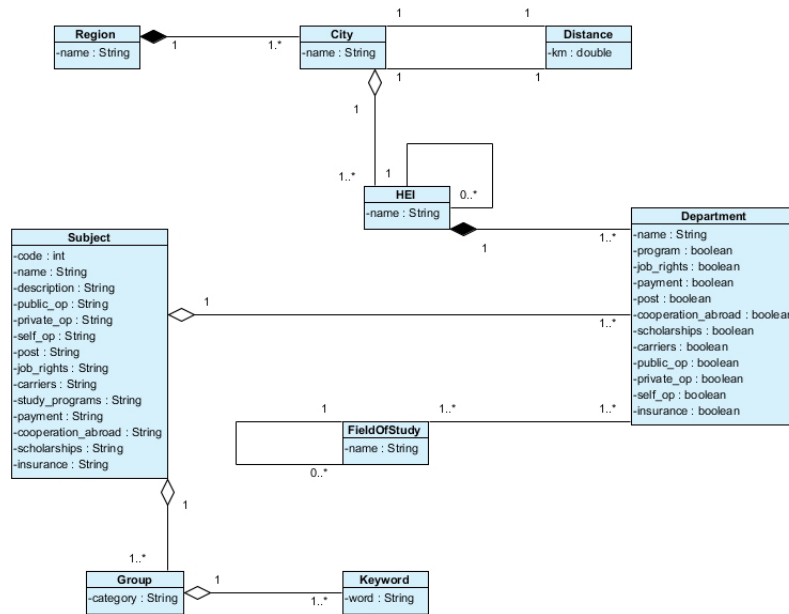 Region
-name : String
1
1..*
City
-name : String
1
1
1
1
Distance
-km : double
1
1..*
1
HEI
-name : String
0..*
1
1..*
Department
-name : String
-program : boolean
-job_rights : boolean
-payment : boolean
-post : boolean
-cooperation_abroad : boolean
-scholarships : boolean
-carriers : boolean
-public_op : boolean
-private_op : boolean
-self_op : boolean
-insurance : boolean
Subject
-code : int
-name : String
-description : String
-public_op : String
-private_op : String
-self_op : String
-post : String
-job_rights : String
-carriers : String
-study_programs : String
-payment : String
-cooperation_abroad : String
-scholarships : String
-insurance : String
1
1..*
1
FieldOfStudy
-name : String
0..*
1..*
1..*
1
1..*
Group
-category : String
1
1..*
Keyword
-word : String